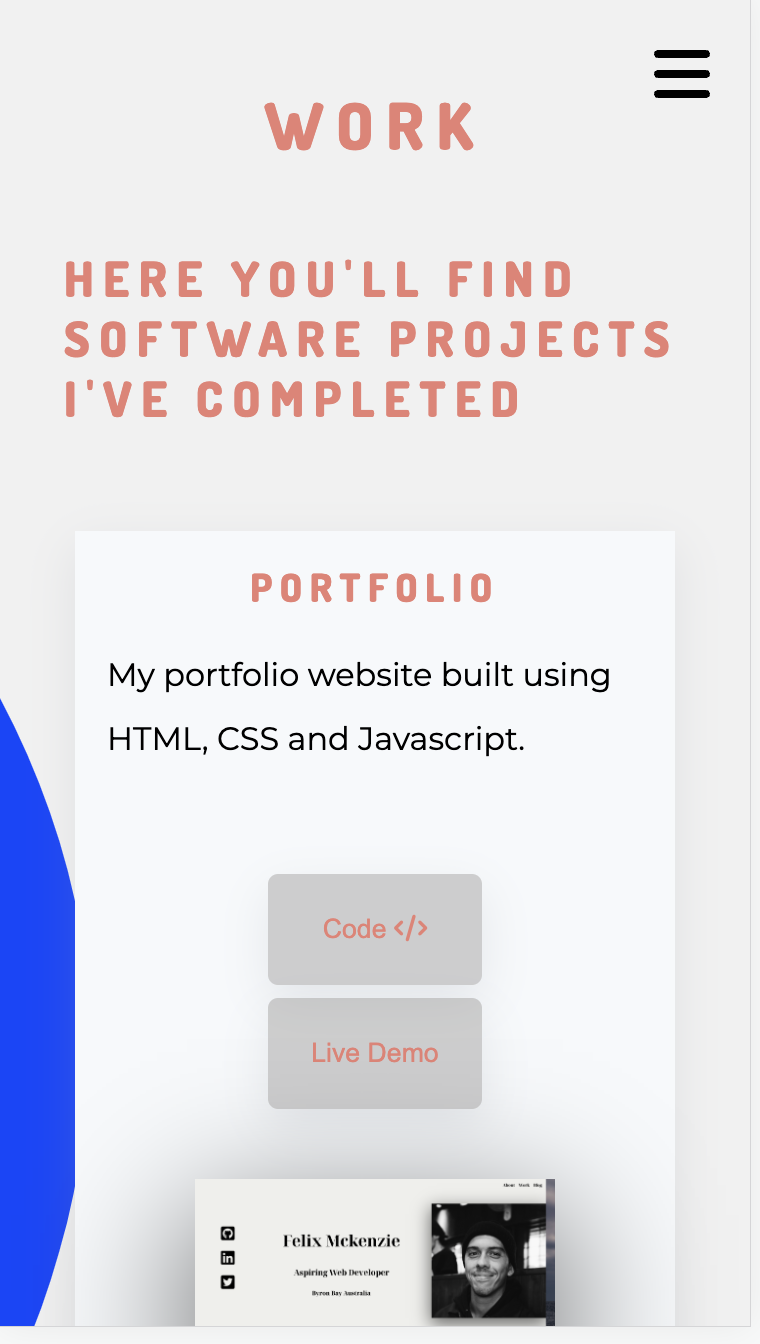 WORK
HERE YOU'LL FIND
SOFTWARE PROJECTS
I'VE COMPLETED
PORTFOLIO
My portfolio website built using
HTML, CSS and Javascript.
Code </>
Live Demo
About Work Blog
Felix Mckenzie
Aspiring Web Developer
Byron Bay Australia